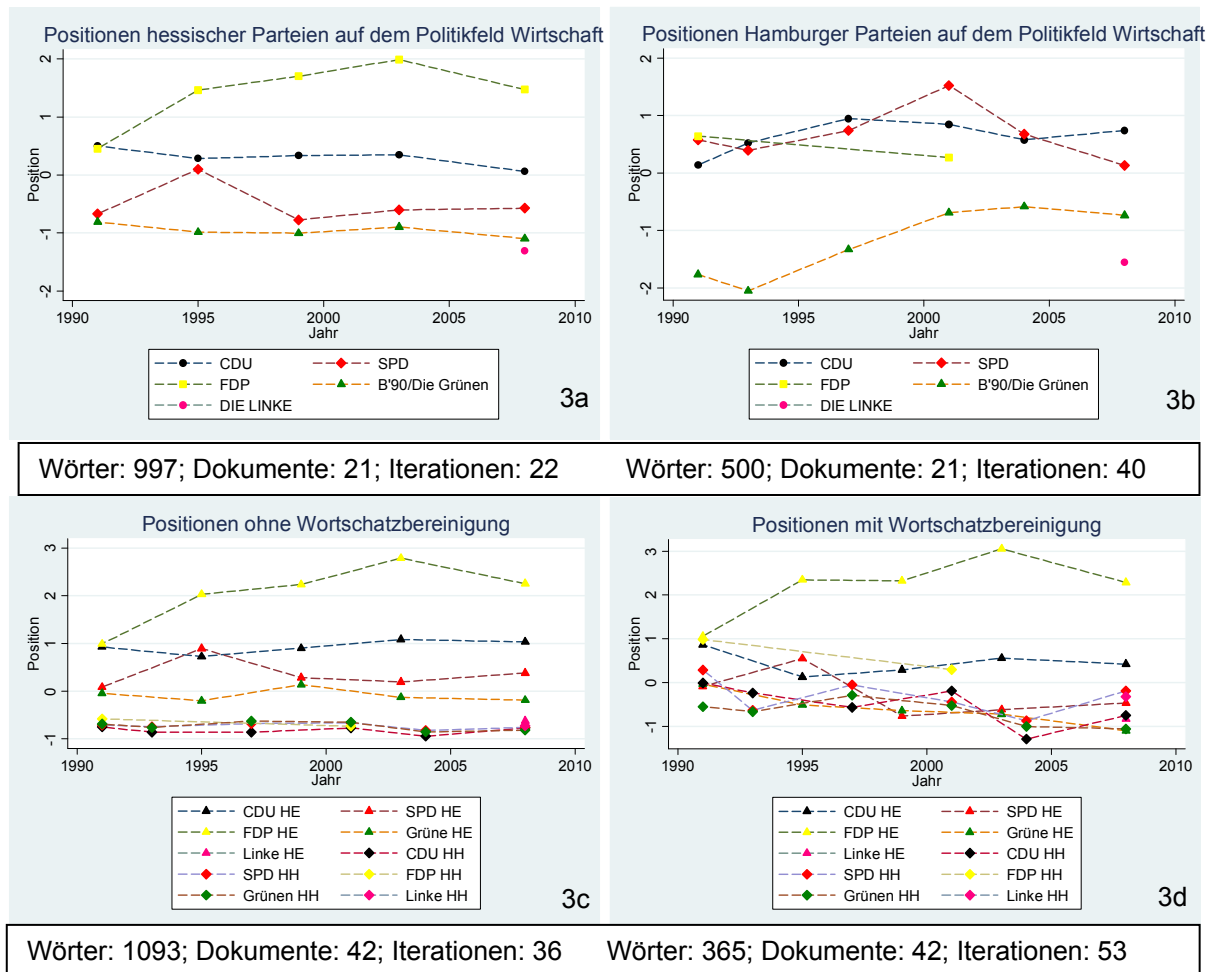 Positionen hessischer Parteien auf dem Politikfeld Wirtschaft
Position
2
1
0
-1
-2
1990 1995 2000 2005 2010
Jahr
CDU SPD
FDP B'90/Die Grünen
DIE LINKE
3a
Positionen Hamburger Parteien auf dem Politikfeld Wirtschaft
Position
2
1
0
-1
-2
1990 1995 2000 2005 2010
Jahr
CDU SPD
FDP B'90/Die Grünen
DIE LINKE
3b
Wörter: 997; Dokumente: 21; Iterationen: 22 Wörter: 500; Dokumente: 21; Iterationen: 40
Positionen ohne Wortschatzbereinigung
Position
3
2
1
0
-1
1990 1995 2000 2005 2010
Jahr
CDU HE SPD HE
FDP HE Grüne HE
Linke HE CDU HH
SPD HH FDP HH
Grünen HH Linke HH
3c
Positionen mit Wortschatzbereinigung
Position
3
2
1
0
-1
1990 1995 2000 2005 2010
Jahr
CDU HE SPD HE
FDP HE Grüne HE
Linke HE CDU HH
SPD HH FDP HH
Grünen HH Linke HH
3d
Wörter: 1093; Dokumente: 42; Iterationen: 36 Wörter: 365; Dokumente: 42; Iterationen: 53